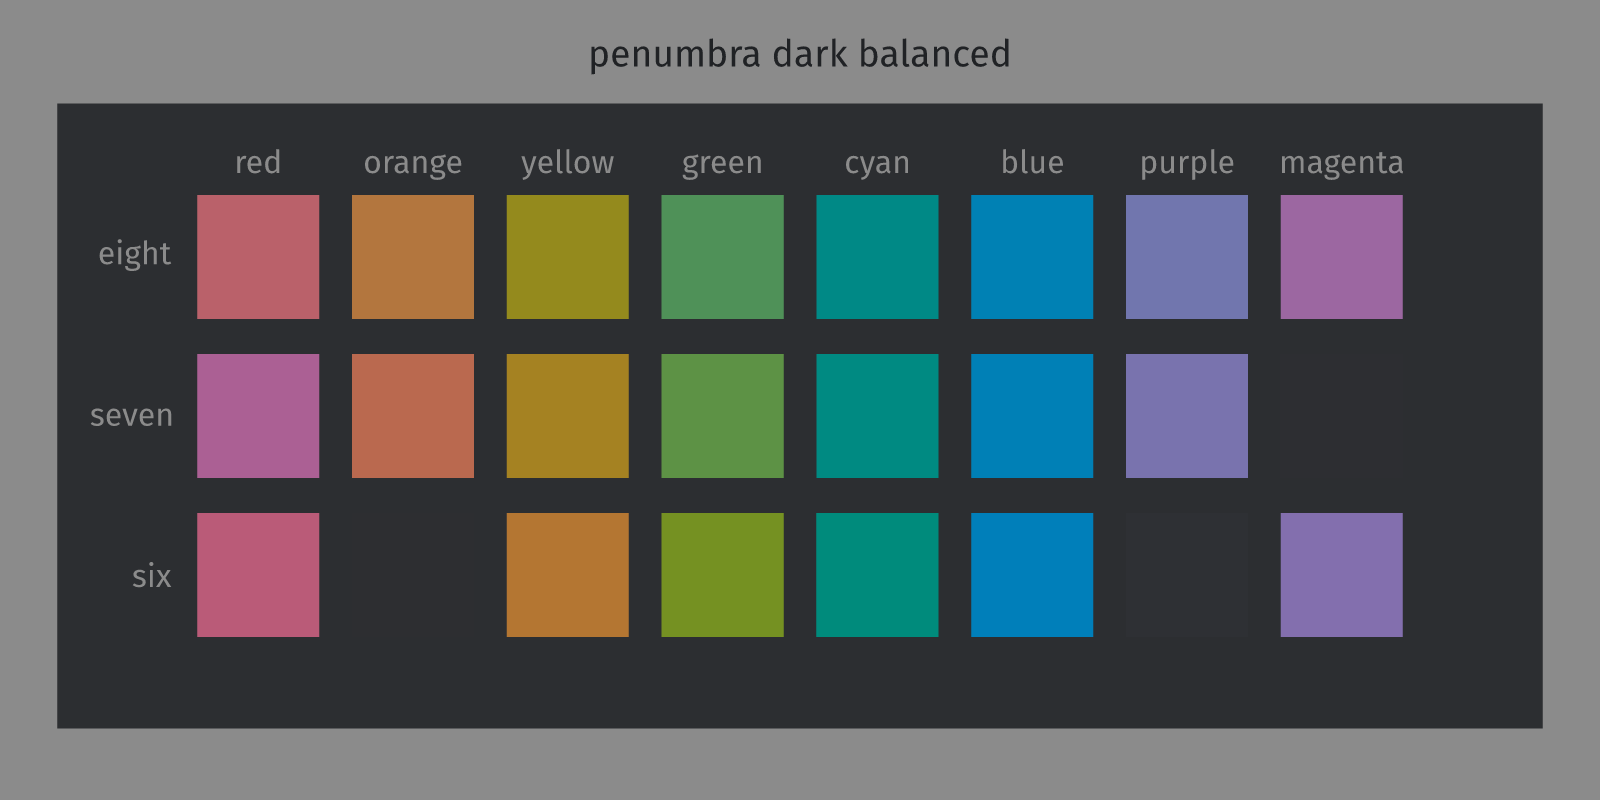 penumbra dark balanced
red orange yellow green cyan blue purple magenta
eight
seven
six